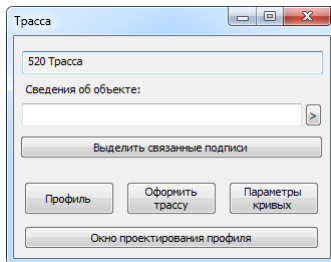 Трасса
520 Трасса
Сведения об объекте:
>
Выделить связанные подписи
Профиль
Оформить
трассу
Параметры
кривых
Окно проектирования профиля